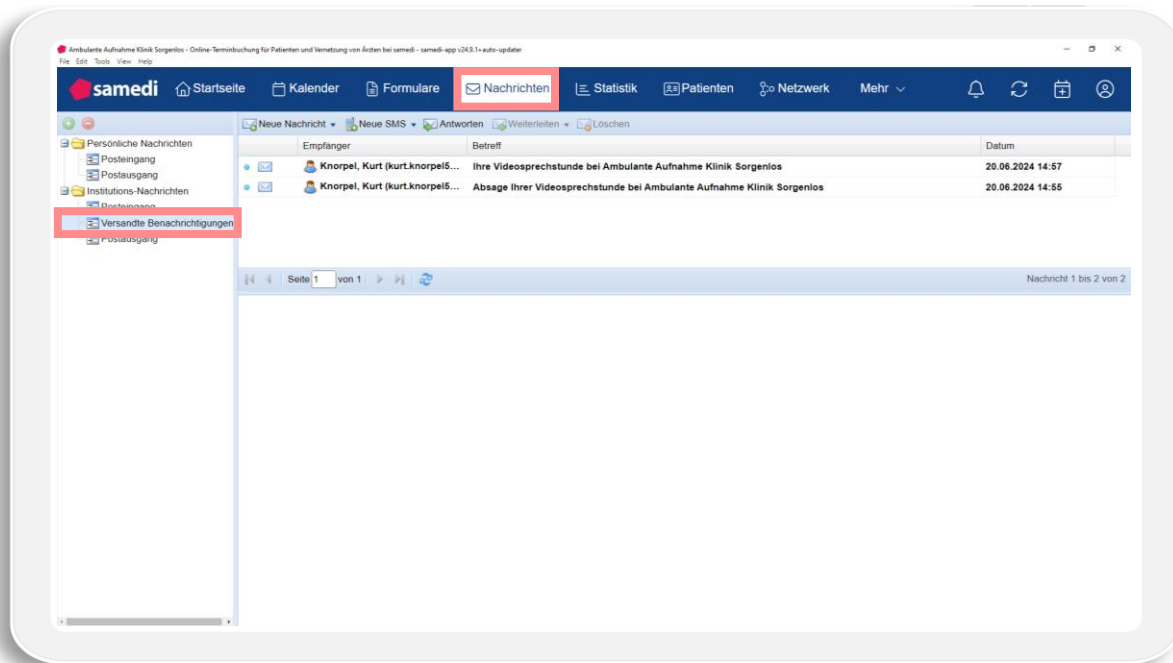 Ambulante Aufnahme Klinik Sorgenlos - Online-Terminbuchung für Patienten und Vernetzung von Ärzten bei samedi - samedi-app v24.9.1+auto-updater
File Edit Tools View Help
samedi Startseite Kalender Formulare Nachrichten Statistik Patienten Netzwerk Mehr
Neue Nachricht Neue SMS Antworten Weiterleiten Löschen
Persönliche Nachrichten
Posteingang
Postausgang
Institutions-Nachrichten
Posteingang
Versandte Benachrichtigungen
Postausgang
Empfänger Betreff Datum
Knorpel, Kurt (kurt.knorpel5... Ihre Videosprechstunde bei Ambulante Aufnahme Klinik Sorgenlos 20.06.2024 14:57
Knorpel, Kurt (kurt.knorpel5... Absage Ihrer Videosprechstunde bei Ambulante Aufnahme Klinik Sorgenlos 20.06.2024 14:55
Seite 1 von 1 Nachricht 1 bis 2 von 2